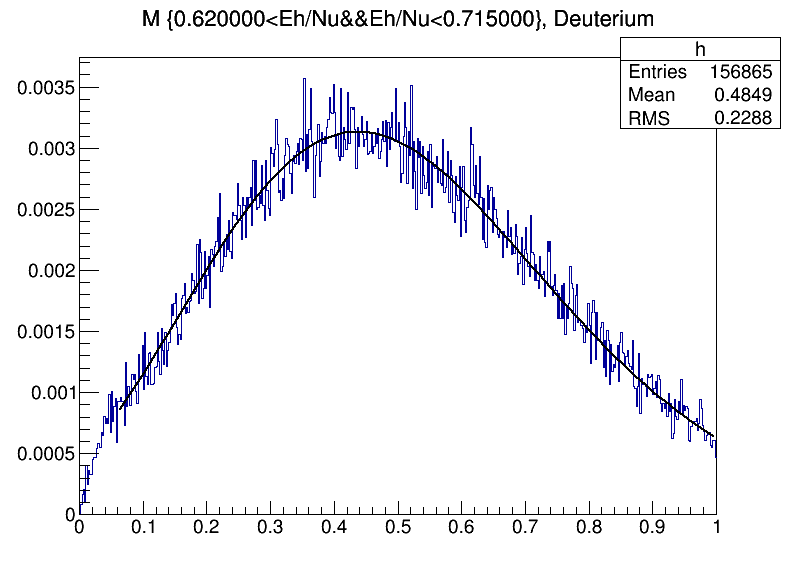 M {0.620000<Eh/Nu&&Eh/Nu<0.715000}, Deuterium
h
Entries 156865
Mean 0.4849
RMS 0.2288
0.0035
0.003
0.0025
0.002
0.0015
0.001
0.0005
0
0 0.1 0.2 0.3 0.4 0.5 0.6 0.7 0.8 0.9 1